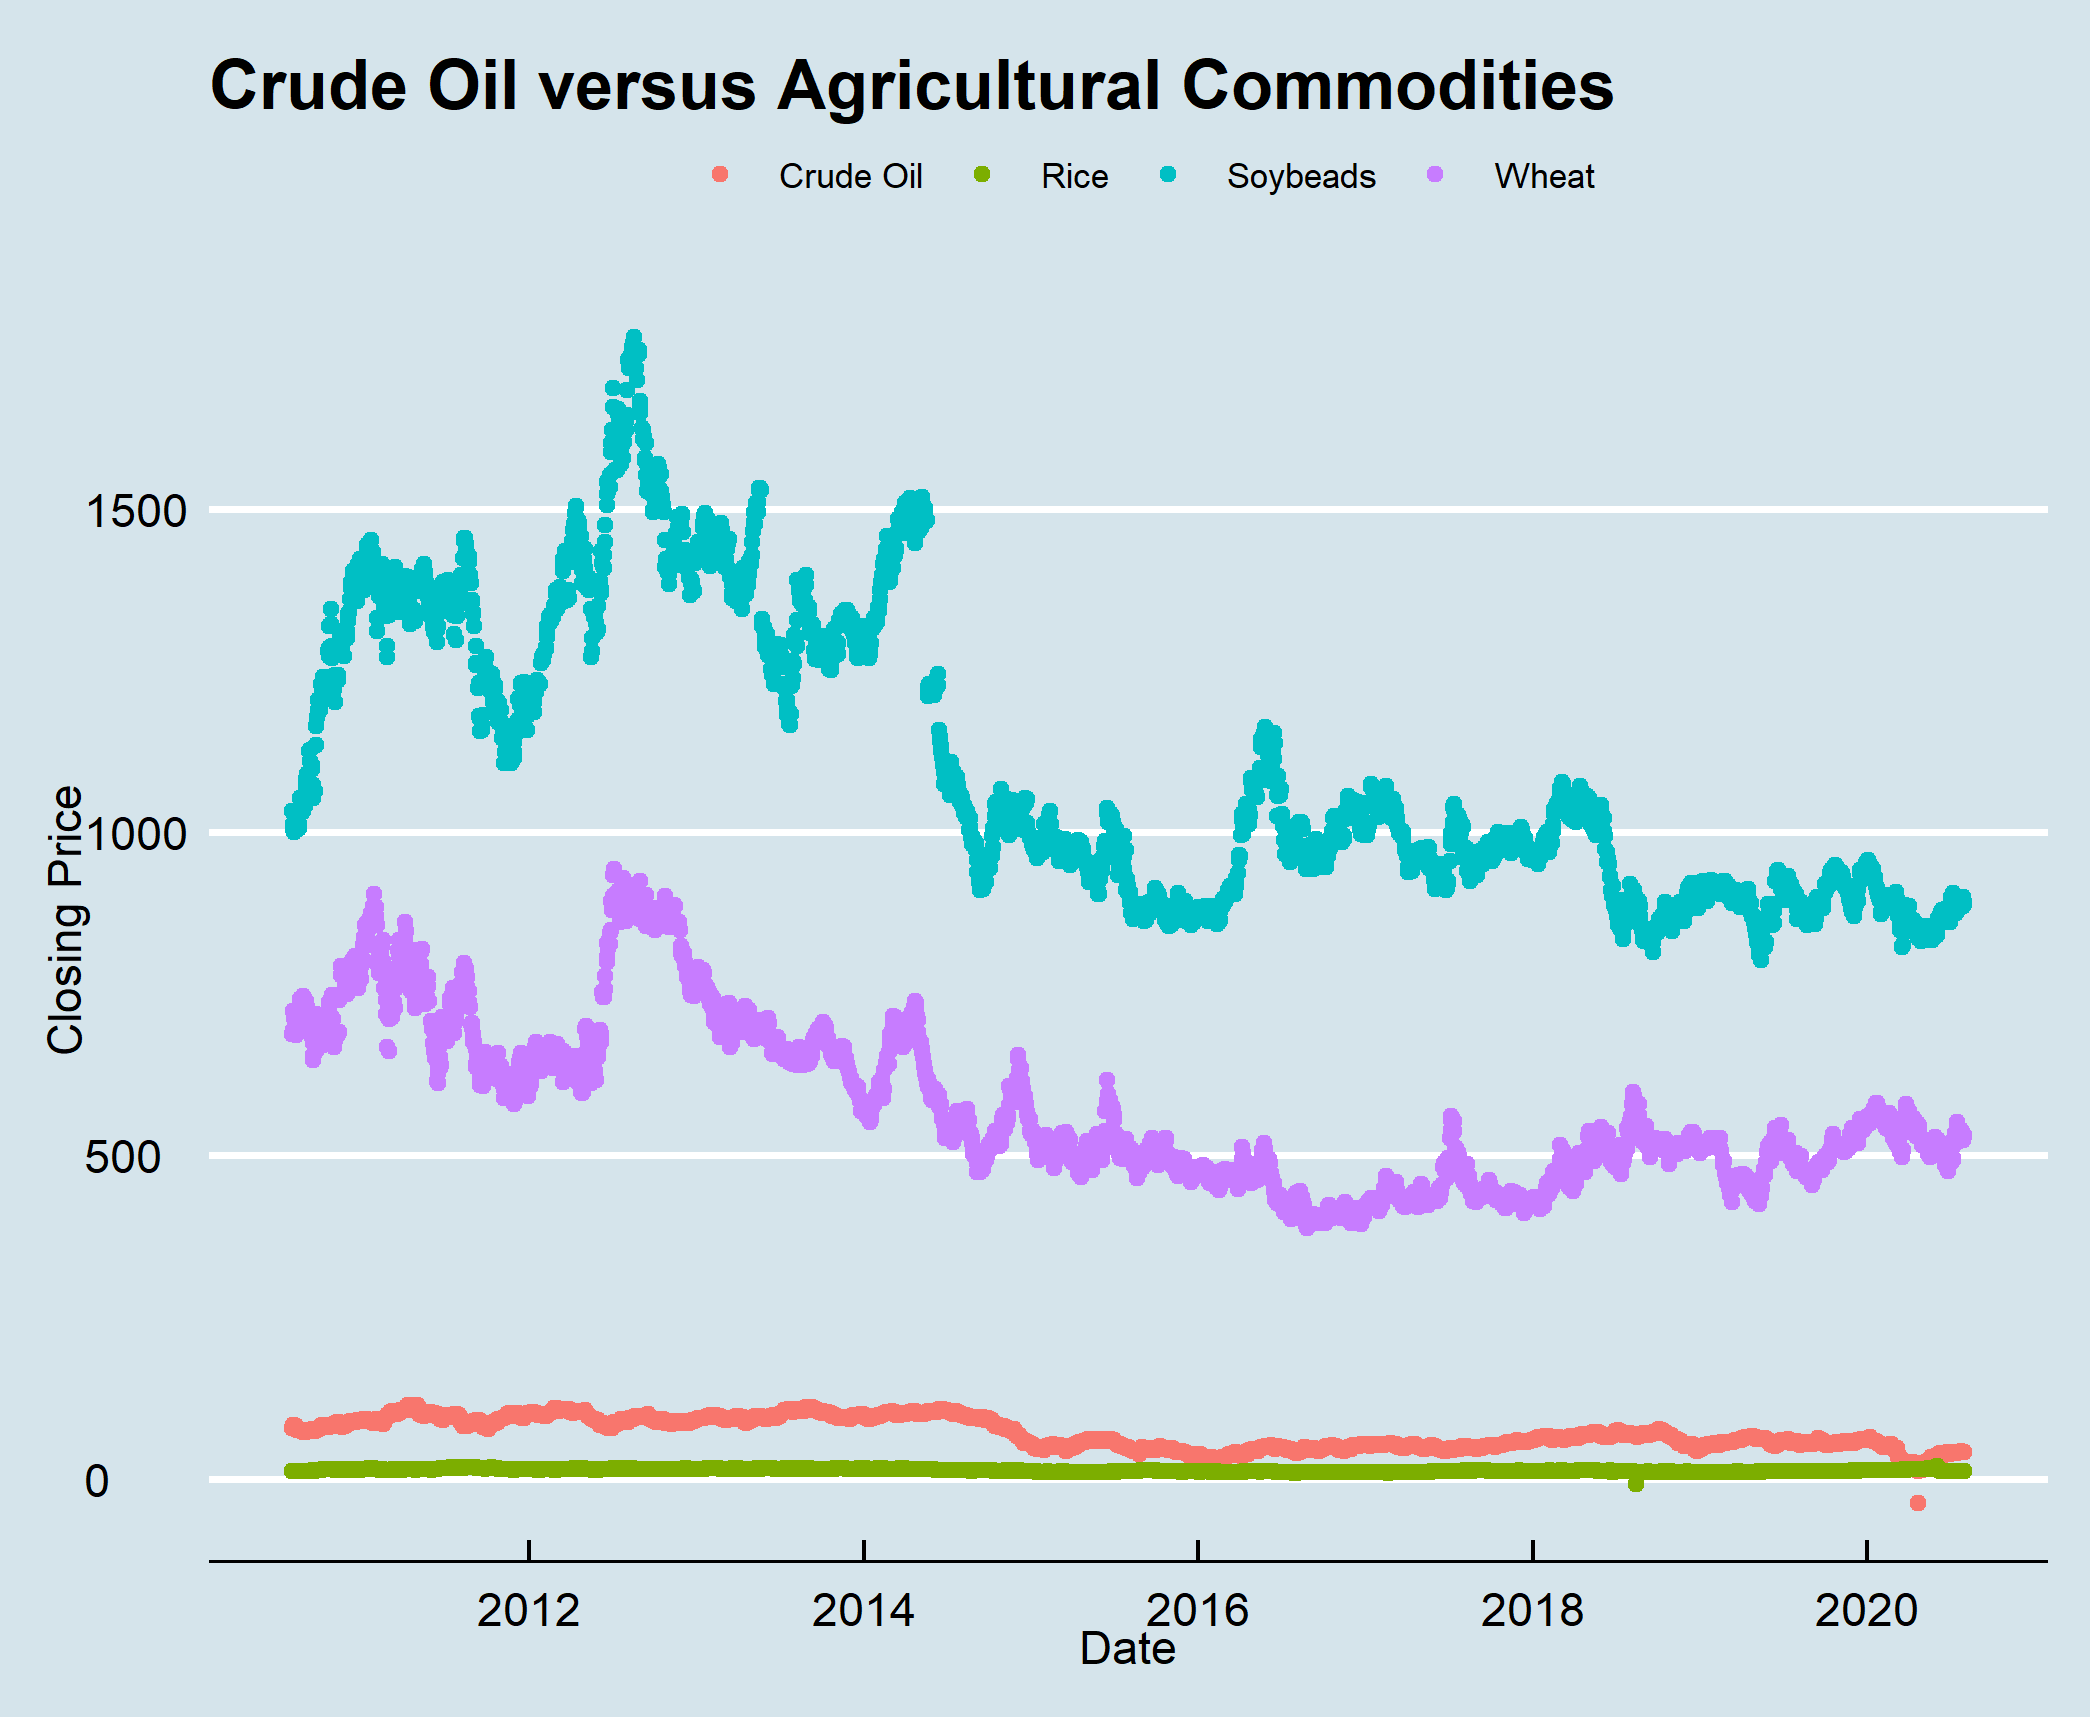 Crude Oil versus Agricultural Commodities
Crude Oil Rice Soybeads Wheat
1500
1000
500
0
Closing Price
2012 2014 2016 2018 2020
Date